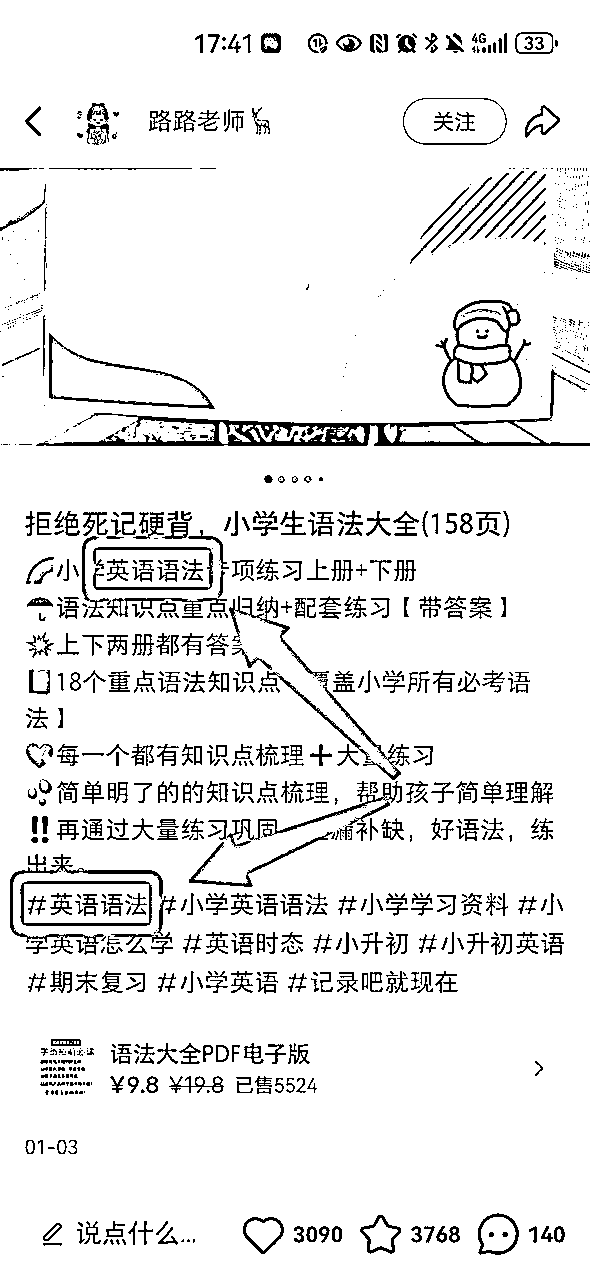 17:41 4G 33
路路老师 关注
拒绝死记硬背，小学生语法大全(158页)
小学英语语法 项练习上册+下册
语法知识点重点归纳+配套练习【带答案】
上下两册都有答案
18个重点语法知识点 覆盖小学所有必考语
法】
每一个都有知识点梳理+大量练习
简单明了的的知识点梳理，帮助孩子简单理解
再通过大量练习巩固 漏补缺，好语法，练
出来。
#英语语法 #小学英语语法 #小学学习资料 #小
学英语怎么学 #英语时态 #小升初 #小升初英语
#期末复习 #小学英语 #记录吧就现在
语法大全PDF电子版
¥9.8 ¥19.8 已售5524
01-03
说点什么... 3090 3768 140